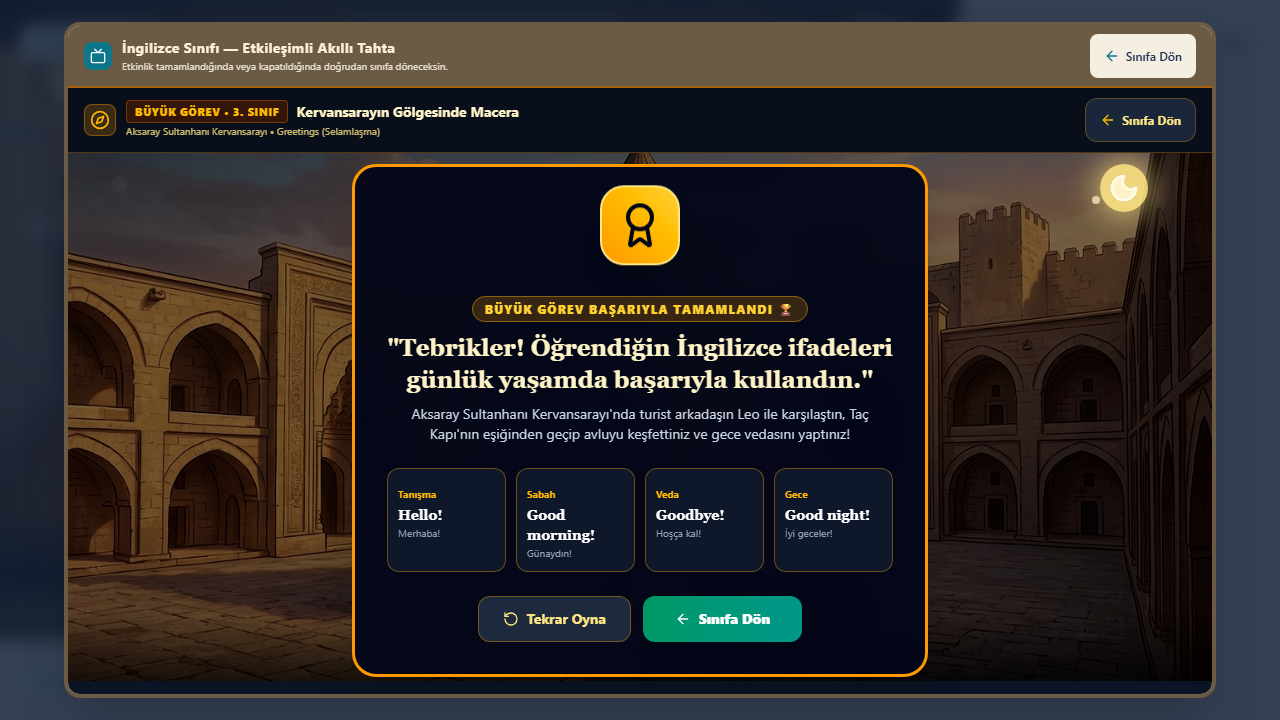 İngilizce Sınıfı — Etkileşimli Akıllı Tahta
Etkinlik tamamlandığında veya kapatıldığında doğrudan sınıfa döneceksin.
Sınıfa Dön
BÜYÜK GÖREV • 3. SINIF
Kervansarayın Gölgesinde Macera
Aksaray Sultanhanı Kervansarayı • Greetings (Selamlaşma)
Sınıfa Dön
BÜYÜK GÖREV BAŞARIYLA TAMAMLANDI 🏆
"Tebrikler! Öğrendiğin İngilizce ifadeleri
günlük yaşamda başarıyla kullandın."
Aksaray Sultanhanı Kervansarayı'nda turist arkadaşın Leo ile karşılaştın, Taç
Kapı'nın eşiğinden geçip avluyu keşfettiniz ve gece vedasını yaptınız!
Tanışma
Hello!
Merhaba!
Sabah
Good
morning!
Günaydın!
Veda
Goodbye!
Hoşça kal!
Gece
Good night!
İyi geceler!
Tekrar Oyna
Sınıfa Dön